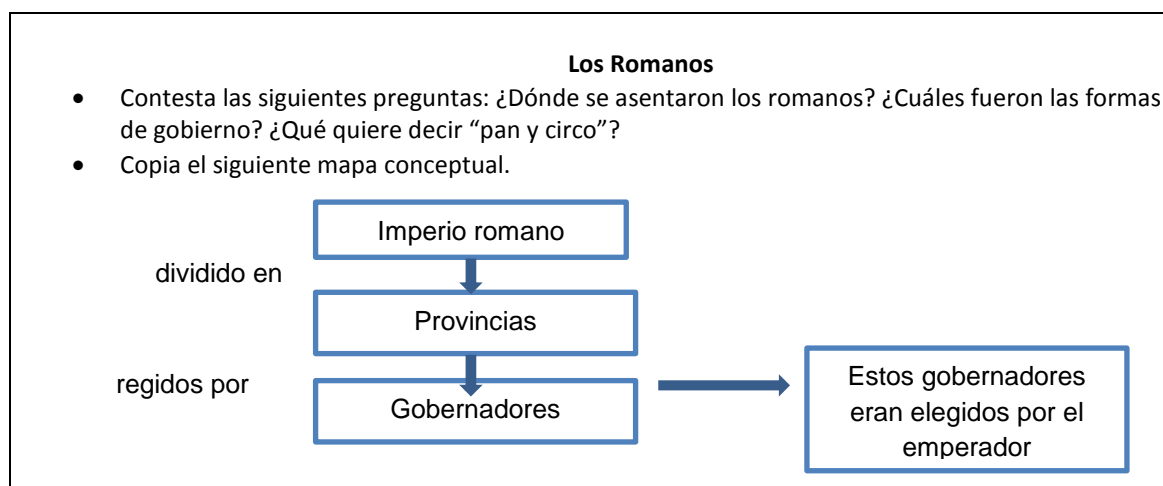 Los Romanos
• Contesta las siguientes preguntas: ¿Dónde se asentaron los romanos? ¿Cuáles fueron las formas
de gobierno? ¿Qué quiere decir “pan y circo”?
• Copia el siguiente mapa conceptual.
Imperio romano
dividido en
Provincias
regidos por
Gobernadores
Estos gobernadores
eran elegidos por el
emperador